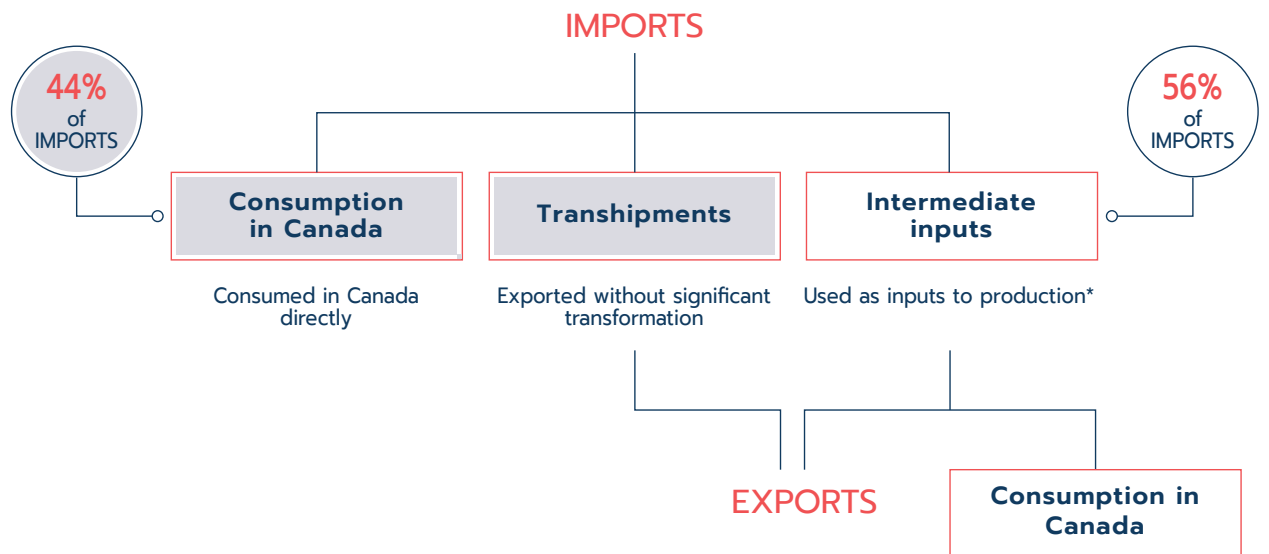 IMPORTS
44%
of
IMPORTS
56%
of
IMPORTS
Consumption
in Canada
Transhipments
Intermediate
inputs
Consumed in Canada
directly
Exported without significant
transformation
Used as inputs to production*
EXPORTS
Consumption in
Canada